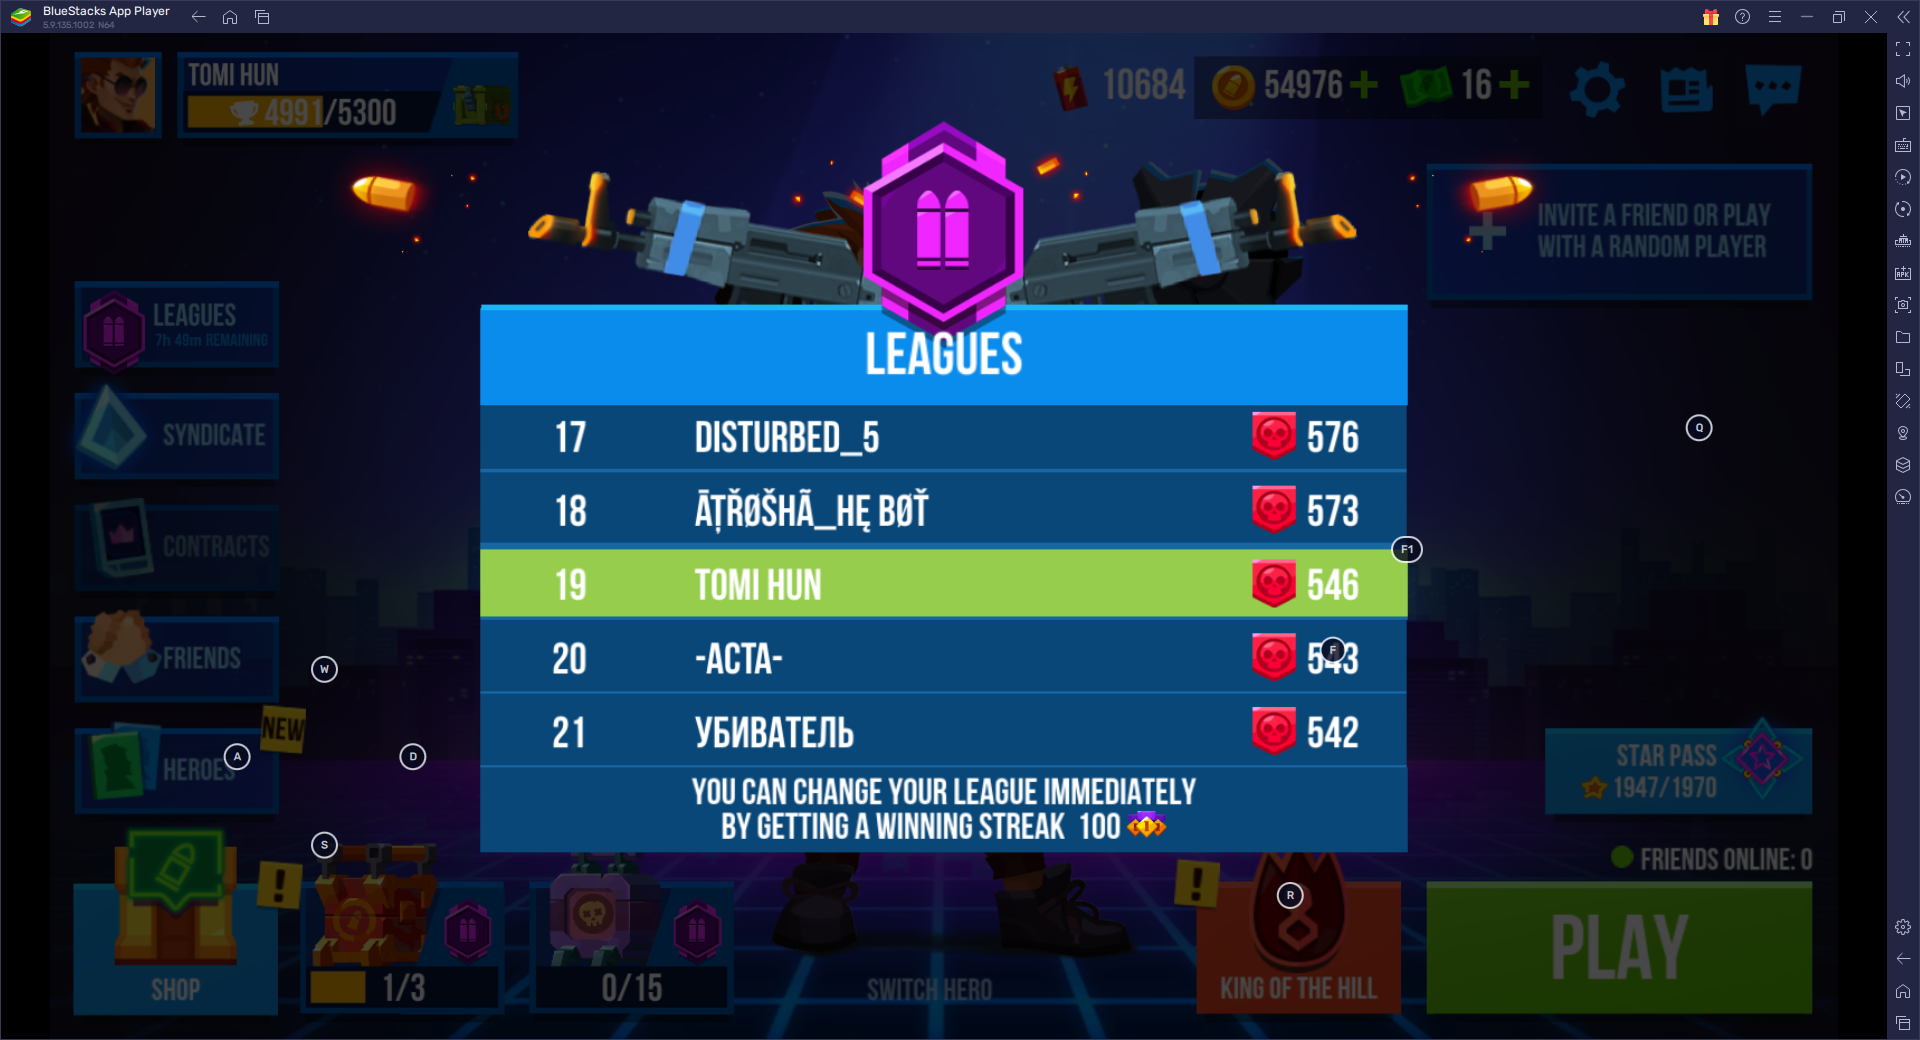 BlueStacks App Player
5.9.135.1002 N64
TOMI HUN
4991/5300
10684
54976
16
INVITE A FRIEND OR PLAY
WITH A RANDOM PLAYER
LEAGUES
7h 49m REMAINING
SYNDICATE
CONTRACTS
FRIENDS
NEW
HEROES
LEAGUES
17 DISTURBED_5 576
18 ĀŢŘØŠHÃ_HĘ BØŤ 573
19 TOMI HUN 546
20 -ACTA- 543
21 УБИВАТЕЛЬ 542
YOU CAN CHANGE YOUR LEAGUE IMMEDIATELY
BY GETTING A WINNING STREAK 100
Q
F1
F
W
A
D
S
R
STAR PASS
1947/1970
FRIENDS ONLINE: 0
SHOP
!
1/3
0/15
SWITCH HERO
!
KING OF THE HILL
PLAY